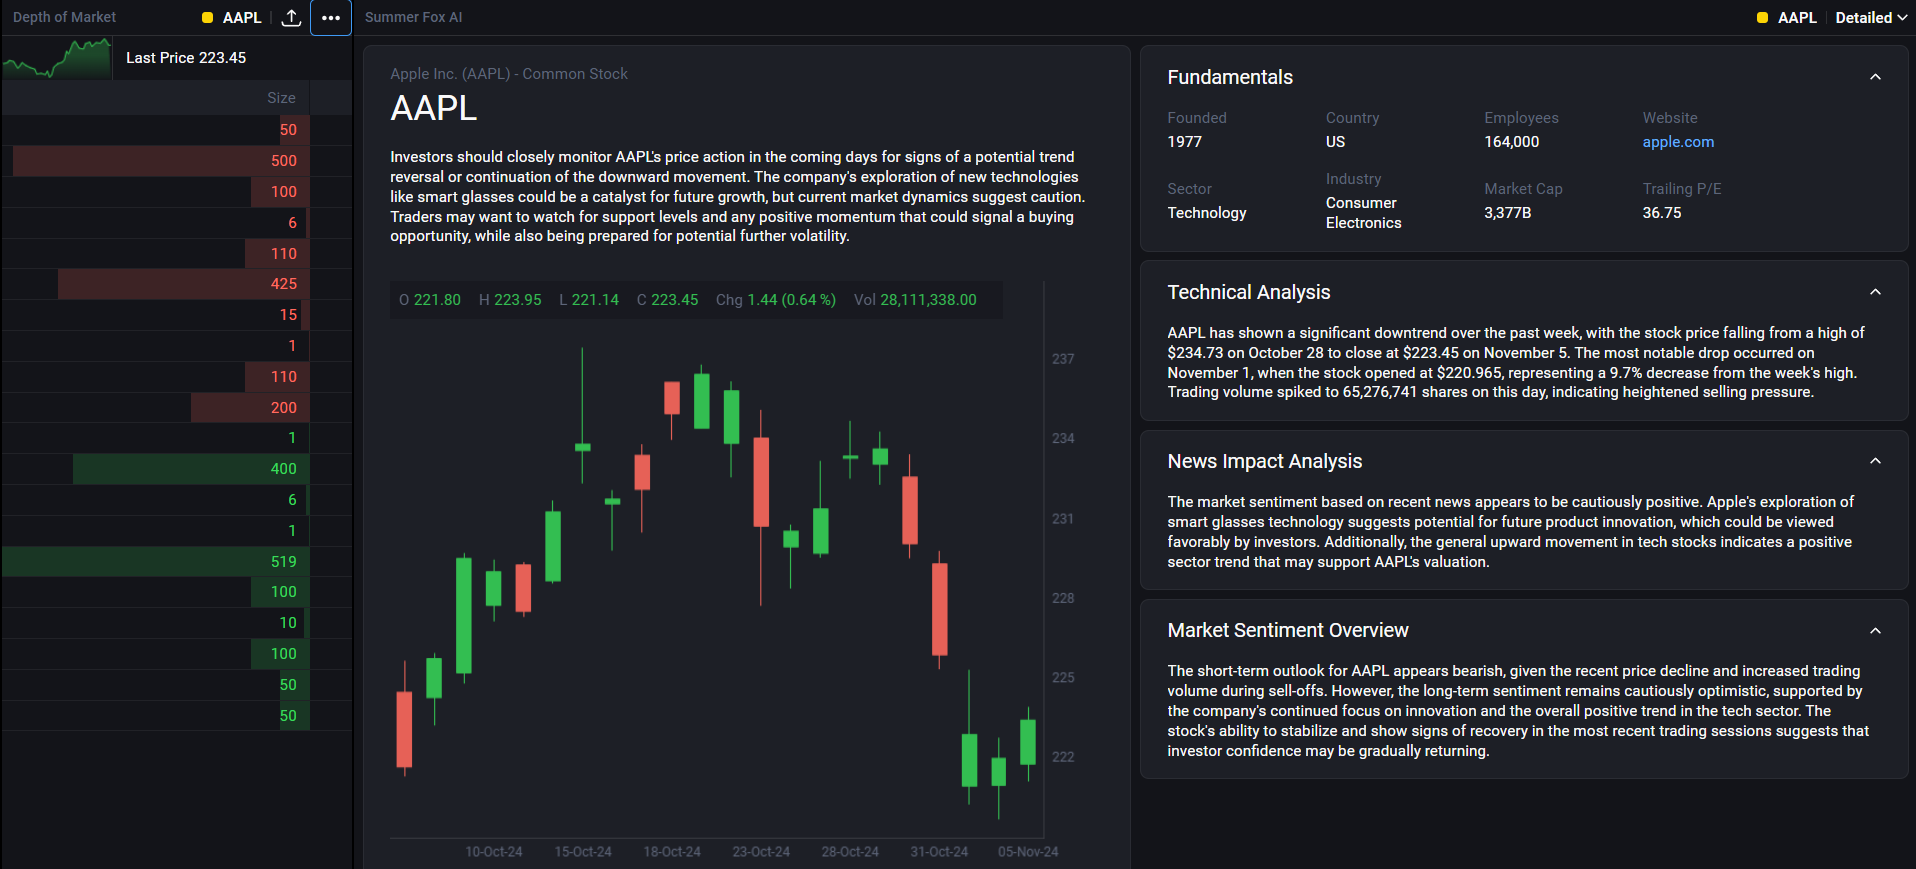 Depth of Market
AAPL
Last Price 223.45
Size
50
500
100
6
110
425
15
1
110
200
1
400
6
1
519
100
10
100
50
50
Summer Fox AI
AAPL Detailed
Apple Inc. (AAPL) - Common Stock
AAPL
Investors should closely monitor AAPL's price action in the coming days for signs of a potential trend
reversal or continuation of the downward movement. The company's exploration of new technologies
like smart glasses could be a catalyst for future growth, but current market dynamics suggest caution.
Traders may want to watch for support levels and any positive momentum that could signal a buying
opportunity, while also being prepared for potential further volatility.
O 221.80 H 223.95 L 221.14 C 223.45 Chg 1.44 (0.64 %) Vol 28,111,338.00
237
234
231
228
225
222
10-Oct-24 15-Oct-24 18-Oct-24 23-Oct-24 28-Oct-24 31-Oct-24 05-Nov-24
Fundamentals
Founded
1977
Country
US
Employees
164,000
Website
apple.com
Sector
Technology
Industry
Consumer
Electronics
Market Cap
3,377B
Trailing P/E
36.75
Technical Analysis
AAPL has shown a significant downtrend over the past week, with the stock price falling from a high of
$234.73 on October 28 to close at $223.45 on November 5. The most notable drop occurred on
November 1, when the stock opened at $220.965, representing a 9.7% decrease from the week's high.
Trading volume spiked to 65,276,741 shares on this day, indicating heightened selling pressure.
News Impact Analysis
The market sentiment based on recent news appears to be cautiously positive. Apple's exploration of
smart glasses technology suggests potential for future product innovation, which could be viewed
favorably by investors. Additionally, the general upward movement in tech stocks indicates a positive
sector trend that may support AAPL's valuation.
Market Sentiment Overview
The short-term outlook for AAPL appears bearish, given the recent price decline and increased trading
volume during sell-offs. However, the long-term sentiment remains cautiously optimistic, supported by
the company's continued focus on innovation and the overall positive trend in the tech sector. The
stock's ability to stabilize and show signs of recovery in the most recent trading sessions suggests that
investor confidence may be gradually returning.